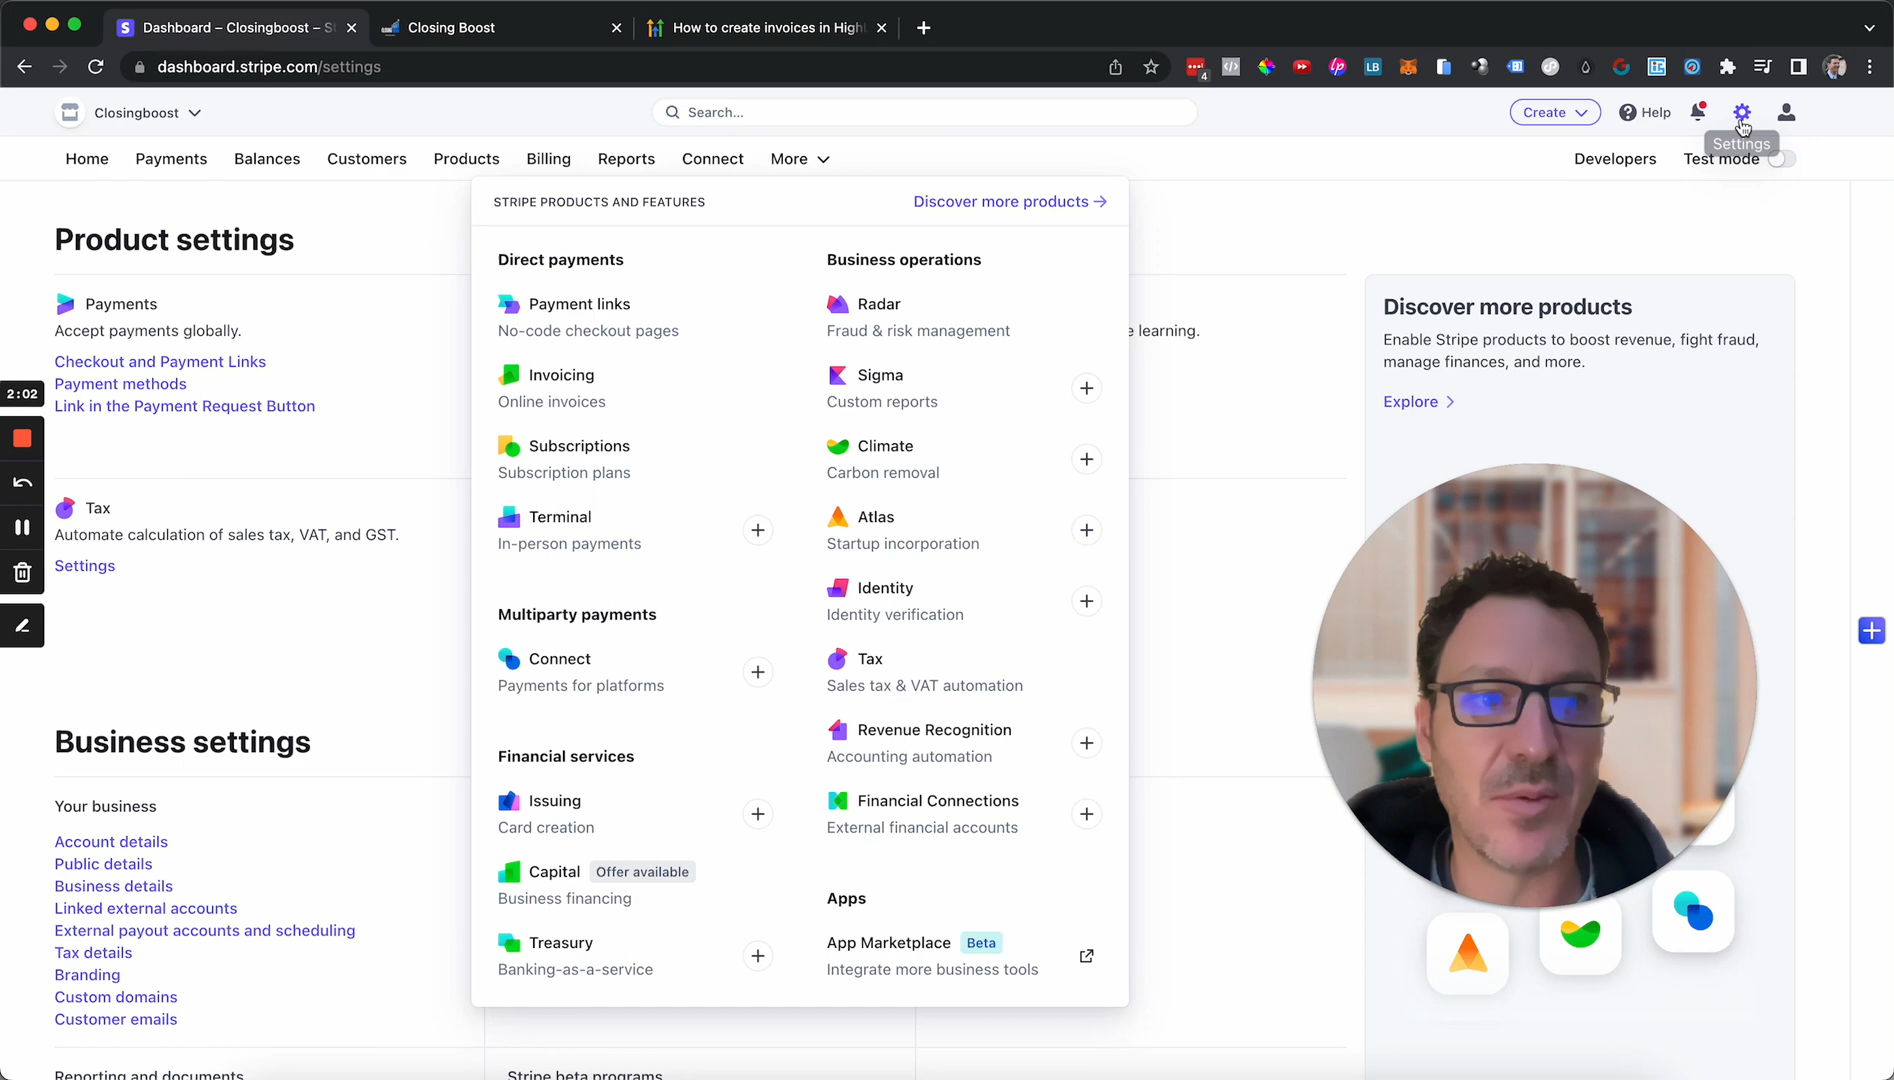 Dashboard – Closingboost – S
Closing Boost
How to create invoices in High
dashboard.stripe.com/settings
4
LB
Closingboost
Search...
Create
Help
Settings
Home
Payments
Balances
Customers
Products
Billing
Reports
Connect
More
Developers
Test mode
STRIPE PRODUCTS AND FEATURES
Discover more products →
Product settings
Payments
Accept payments globally.
Checkout and Payment Links
Payment methods
Link in the Payment Request Button
2:02
Tax
Automate calculation of sales tax, VAT, and GST.
Settings
Business settings
Your business
Account details
Public details
Business details
Linked external accounts
External payout accounts and scheduling
Tax details
Branding
Custom domains
Customer emails
Reporting and documents
Stripe beta programs
Direct payments
Payment links
No-code checkout pages
Invoicing
Online invoices
Subscriptions
Subscription plans
Terminal
In-person payments
Multiparty payments
Connect
Payments for platforms
Financial services
Issuing
Card creation
Capital Offer available
Business financing
Treasury
Banking-as-a-service
Business operations
Radar
Fraud & risk management
Sigma
Custom reports
Climate
Carbon removal
Atlas
Startup incorporation
Identity
Identity verification
Tax
Sales tax & VAT automation
Revenue Recognition
Accounting automation
Financial Connections
External financial accounts
Apps
App Marketplace Beta
Integrate more business tools
e learning.
Discover more products
Enable Stripe products to boost revenue, fight fraud,
manage finances, and more.
Explore